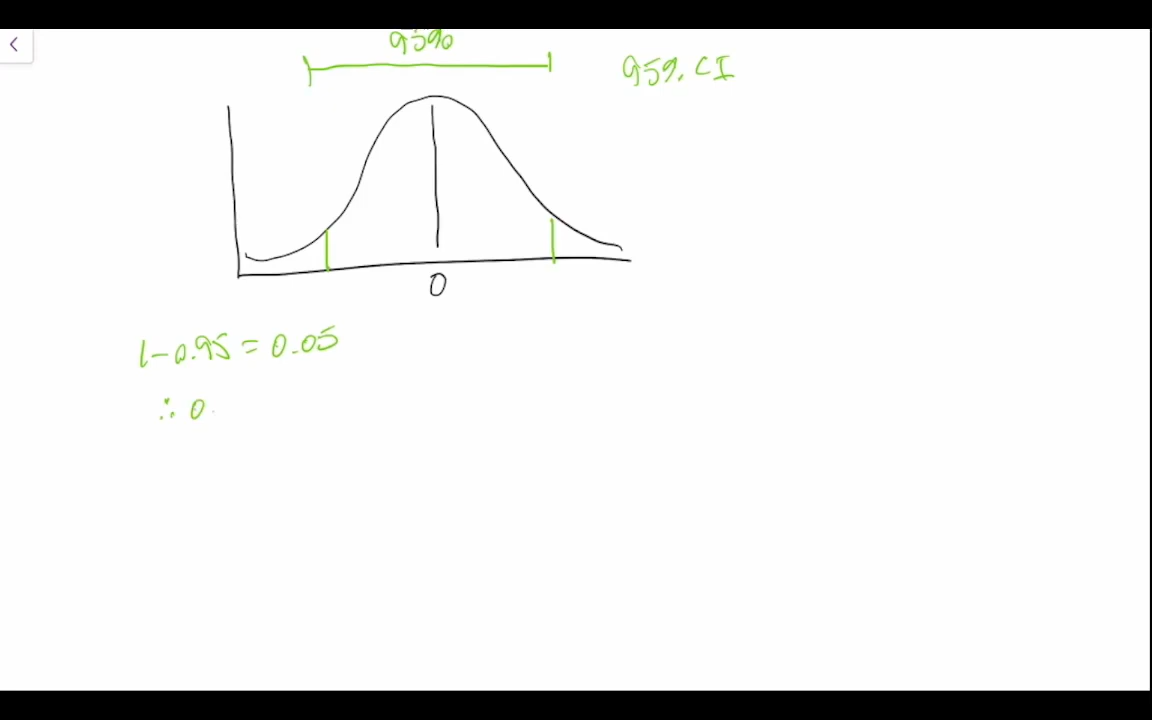 95%
95% CI
0
1-0.95 = 0.05
∴ 0.